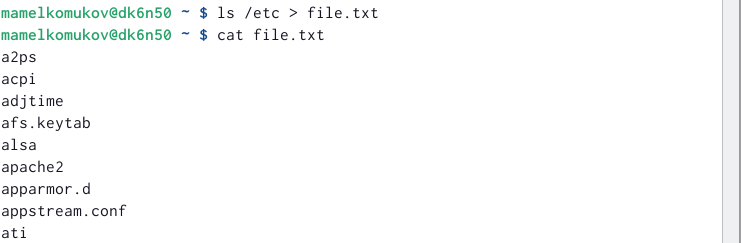 mamelkomukov@dk6n50 ~ $ ls /etc > file.txt
mamelkomukov@dk6n50 ~ $ cat file.txt
a2ps
acpi
adjtime
afs.keytab
alsa
apache2
apparmor.d
appstream.conf
ati